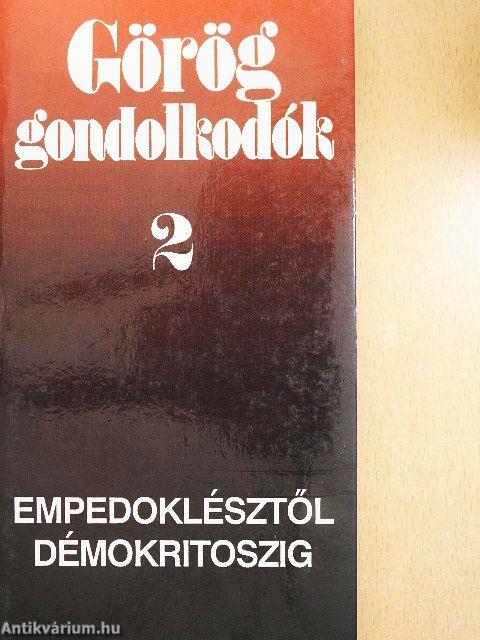 Görög
gondolkodók
2
EMPEDOKLÉSZTŐL
DÉMOKRITOSZIG
Antikvárium.hu